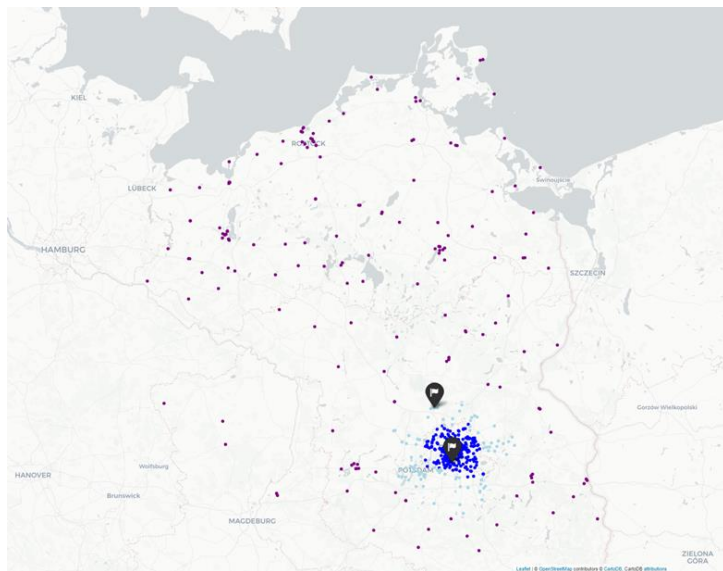 KIEL
ROSTOCK
LÜBECK
Świnoujście
HAMBURG
SZCZECIN
Gorzów Wielkopolski
Wolfsburg
POTSDAM
HANOVER
Brunswick
MAGDEBURG
ZIELONA
GÓRA
Leaflet | © OpenStreetMap contributors © CartoDB, CartoDB attributions